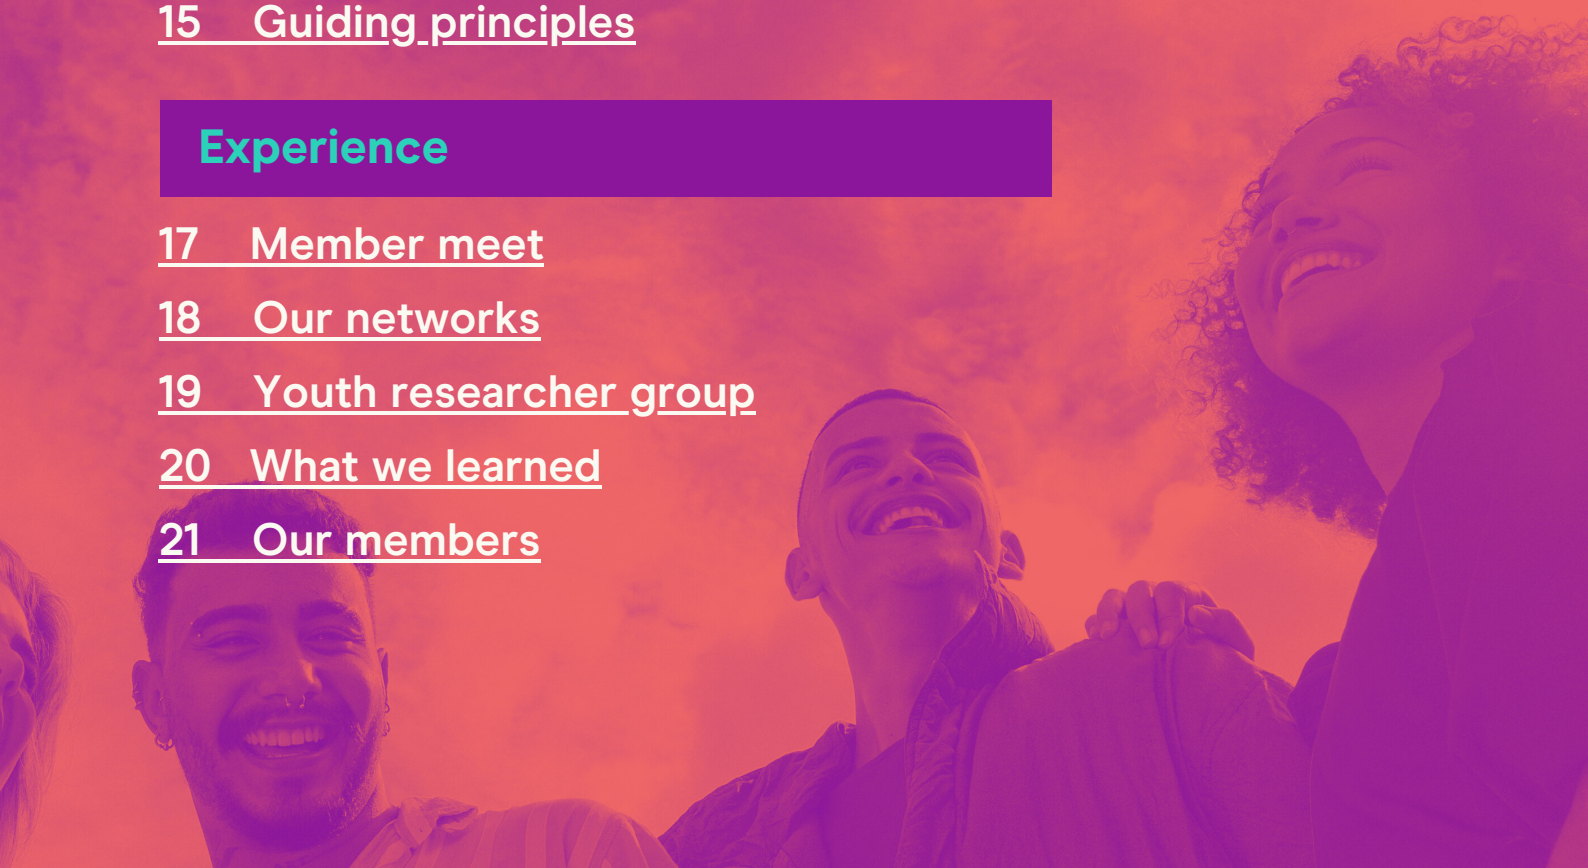 15 Guiding principles
Experience
17 Member meet
18 Our networks
19 Youth researcher group
20 What we learned
21 Our members